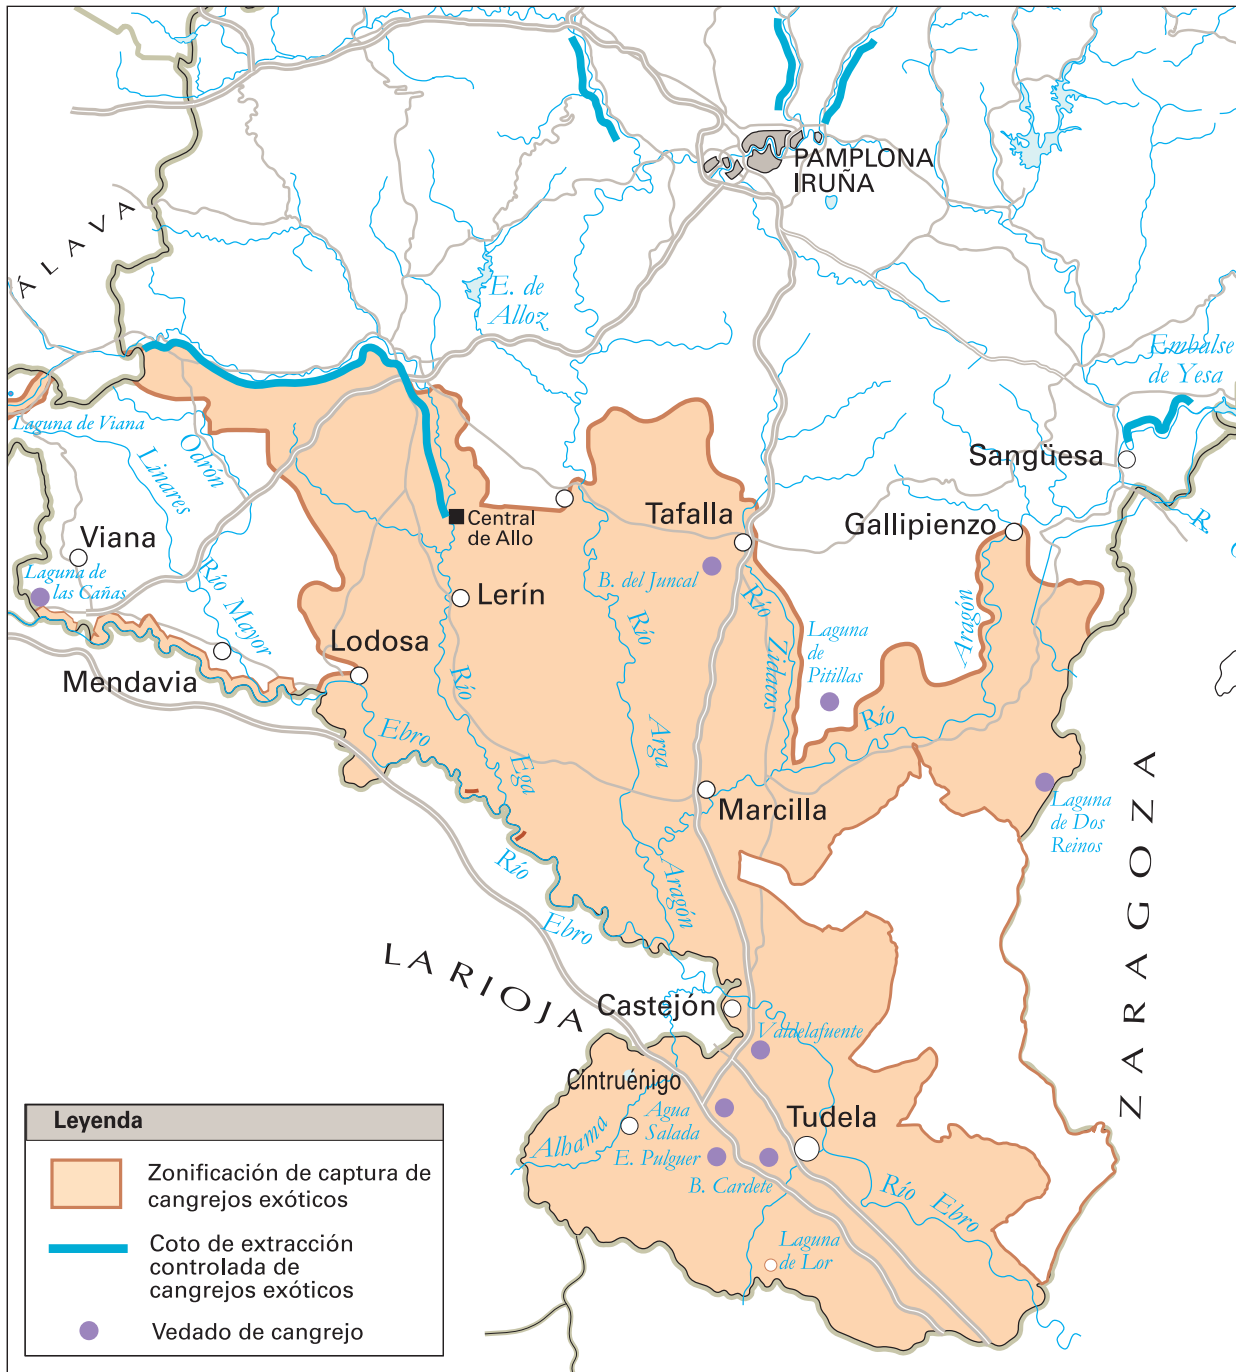 PAMPLONA
IRUÑA
ÁLAVA
E. de
Alloz
Embalse
de Yesa
Laguna de Viana
Odrón
Linares
Sangüesa
Central
de Allo
Tafalla
Gallipienzo
R.
Viana
Laguna de
las Cañas
B. del Juncal
Lerín
Río Mayor
Río
Río
Zidacos
Laguna
de
Pitillas
Aragón
Lodosa
Mendavia
Río
Ega
Arga
Río
Ebro
Marcilla
Laguna
de Dos
Reinos
Río
Ebro
Aragón
ZARAGOZA
LA RIOJA
Castejón
Valdelafuente
Cintruénigo
Agua
Salada
Tudela
Alhama
E. Pulguer
B. Cardete
Río Ebro
Laguna
de Lor
Leyenda
Zonificación de captura de
cangrejos exóticos
Coto de extracción
controlada de
cangrejos exóticos
Vedado de cangrejo